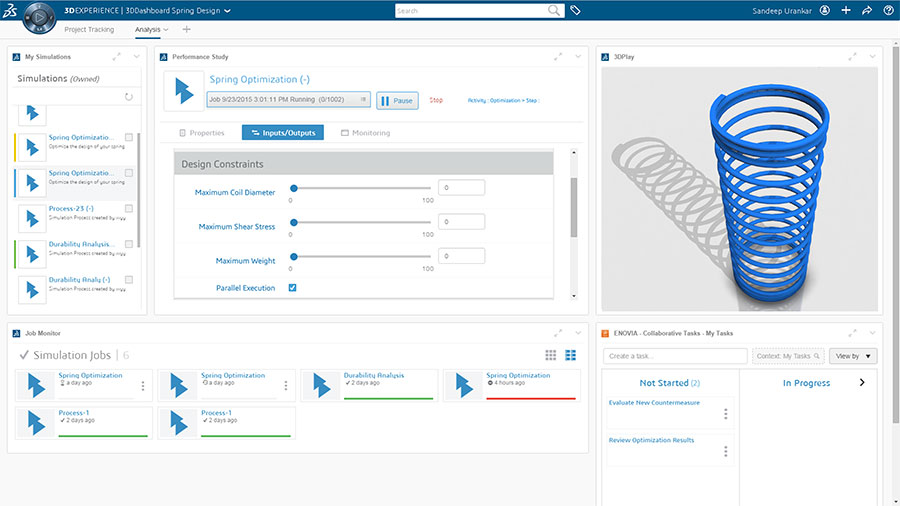 3DEXPERIENCE | 3DDashboard Spring Design
Search
Sandeep Urankar
Project Tracking
Analysis
My Simulations
Simulations (Owned)
Spring Optimizatio...
Optimize the design of your spring
Spring Optimizatio...
Optimize the design of your spring
Process-23 (-)
Simulation Process created by
Durability Analysis...
Simulation Process created by
Durability Analy (-)
Simulation Process created by
Performance Study
Spring Optimization (-)
Job 9/23/2015 3:01:11 PM Running (0/1002)
Pause
Stop
Activity : Optimization > Step :
Properties
Inputs/Outputs
Monitoring
Design Constraints
Maximum Coil Diameter
0
0
100
Maximum Shear Stress
0
0
100
Maximum Weight
0
0
100
Parallel Execution
3DPlay
Job Monitor
Simulation Jobs | 6
Spring Optimization
a day ago
Spring Optimization
a day ago
Durability Analysis
2 days ago
Spring Optimization
4 hours ago
Process-1
2 days ago
Process-1
2 days ago
ENOVIA - Collaborative Tasks - My Tasks
Create a task...
Context: My Tasks
View by
Not Started (2)
In Progress
Evaluate New Countermeasure
Review Optimization Results